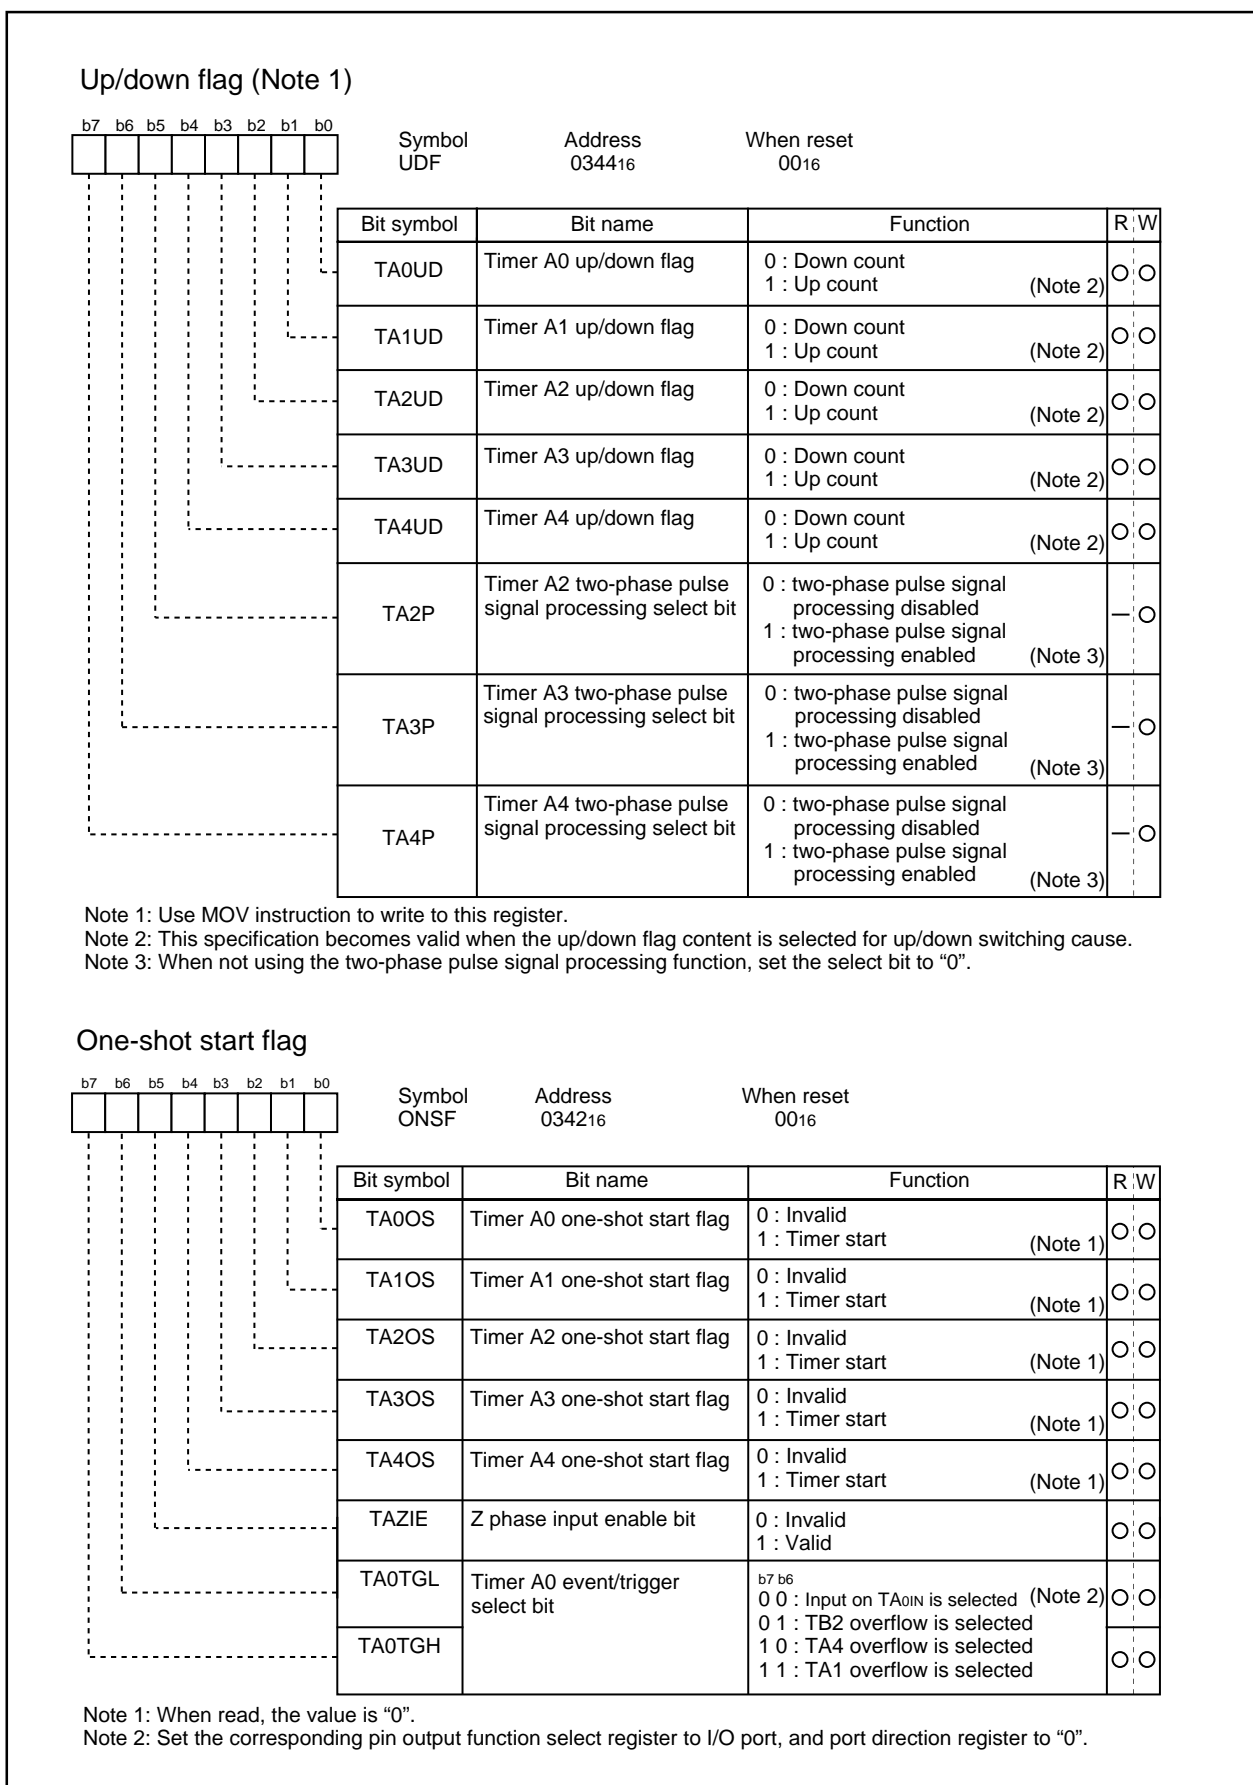 Up/down flag (Note 1)
b7 b6 b5 b4 b3 b2 b1 b0
Symbol Address When reset
UDF 034416 0016
Bit symbol Bit name Function R W
TA0UD Timer A0 up/down flag 0 : Down count
1 : Up count (Note 2)
TA1UD Timer A1 up/down flag 0 : Down count
1 : Up count (Note 2)
TA2UD Timer A2 up/down flag 0 : Down count
1 : Up count (Note 2)
TA3UD Timer A3 up/down flag 0 : Down count
1 : Up count (Note 2)
TA4UD Timer A4 up/down flag 0 : Down count
1 : Up count (Note 2)
TA2P Timer A2 two-phase pulse 0 : two-phase pulse signal
signal processing select bit processing disabled
1 : two-phase pulse signal
processing enabled (Note 3)
TA3P Timer A3 two-phase pulse 0 : two-phase pulse signal
signal processing select bit processing disabled
1 : two-phase pulse signal
processing enabled (Note 3)
TA4P Timer A4 two-phase pulse 0 : two-phase pulse signal
signal processing select bit processing disabled
1 : two-phase pulse signal
processing enabled (Note 3)
Note 1: Use MOV instruction to write to this register.
Note 2: This specification becomes valid when the up/down flag content is selected for up/down switching cause.
Note 3: When not using the two-phase pulse signal processing function, set the select bit to “0”.
One-shot start flag
b7 b6 b5 b4 b3 b2 b1 b0
Symbol Address When reset
ONSF 034216 0016
Bit symbol Bit name Function R W
TA0OS Timer A0 one-shot start flag 0 : Invalid
1 : Timer start (Note 1)
TA1OS Timer A1 one-shot start flag 0 : Invalid
1 : Timer start (Note 1)
TA2OS Timer A2 one-shot start flag 0 : Invalid
1 : Timer start (Note 1)
TA3OS Timer A3 one-shot start flag 0 : Invalid
1 : Timer start (Note 1)
TA4OS Timer A4 one-shot start flag 0 : Invalid
1 : Timer start (Note 1)
TAZIE Z phase input enable bit 0 : Invalid
1 : Valid
TA0TGL Timer A0 event/trigger b7 b6
select bit 0 0 : Input on TA0IN is selected (Note 2)
0 1 : TB2 overflow is selected
TA0TGH 1 0 : TA4 overflow is selected
1 1 : TA1 overflow is selected
Note 1: When read, the value is “0”.
Note 2: Set the corresponding pin output function select register to I/O port, and port direction register to “0”.